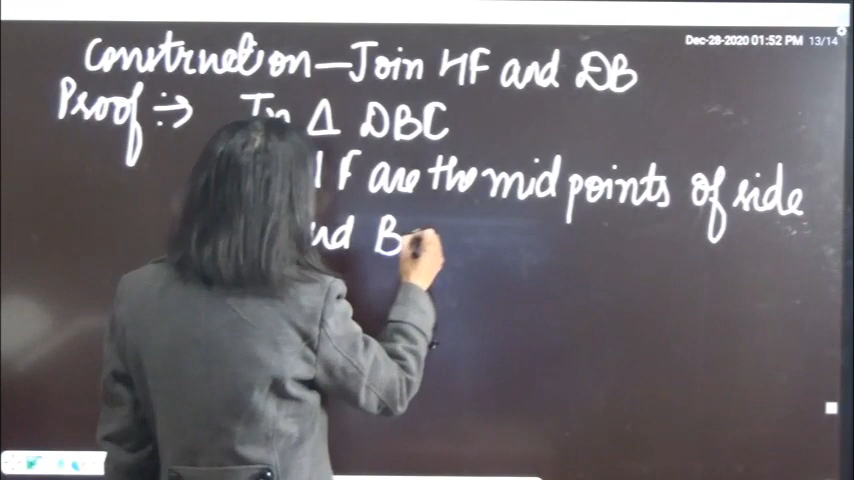 Dec-28-2020 01:52 PM 13/14
Construction – Join HF and DB
Proof :→ In Δ DBC
F are the mid points of side
B